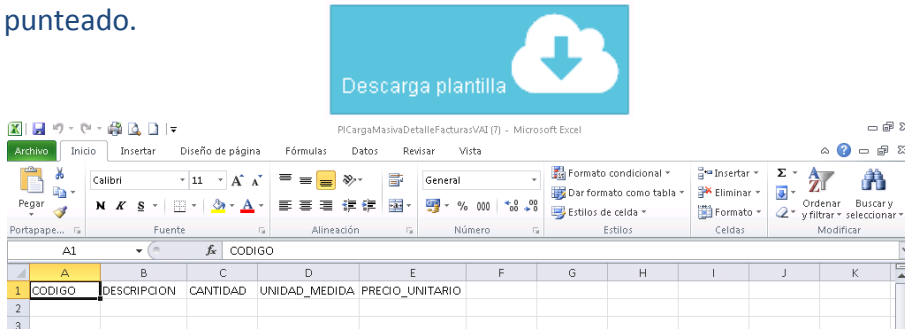 punteado.
Descarga plantilla
PlCargaMasivaDetalleFacturasVAI (7) - Microsoft Excel
Archivo Inicio Insertar Diseño de página Fórmulas Datos Revisar Vista
Pegar
Calibri 11 A A
N K S
General
% 000
Formato condicional
Dar formato como tabla
Estilos de celda
Insertar
Eliminar
Formato
Ordenar y filtrar
Buscar y seleccionar
Portapape... Fuente Alineación Número Estilos Celdas Modificar
A1 fx CODIGO
A B C D E F G H I J K
1 CODIGO DESCRIPCION CANTIDAD UNIDAD_MEDIDA PRECIO_UNITARIO
2
3